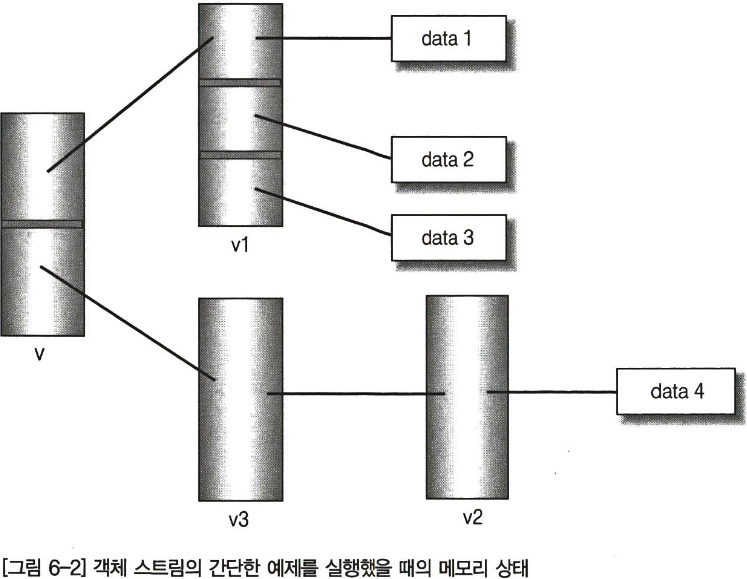 data 1
data 2
data 3
v1
v
data 4
v3
v2
[그림 6-2] 객체 스트림의 간단한 예제를 실행했을 때의 메모리 상태